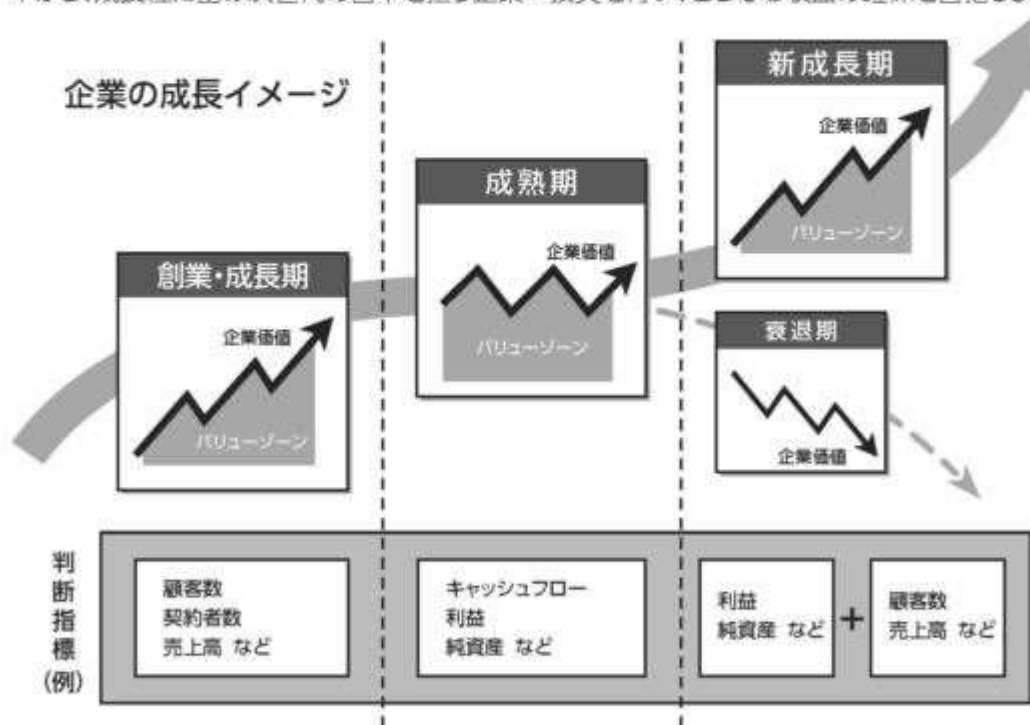 企業の成長イメージ
創業・成長期
企業価値
バリューゾーン
成熟期
企業価値
バリューゾーン
新成長期
企業価値
バリューゾーン
衰退期
企業価値
判断指標(例)
顧客数
契約者数
売上高 など
キャッシュフロー
利益
純資産 など
利益
純資産 など
+
顧客数
売上高 など